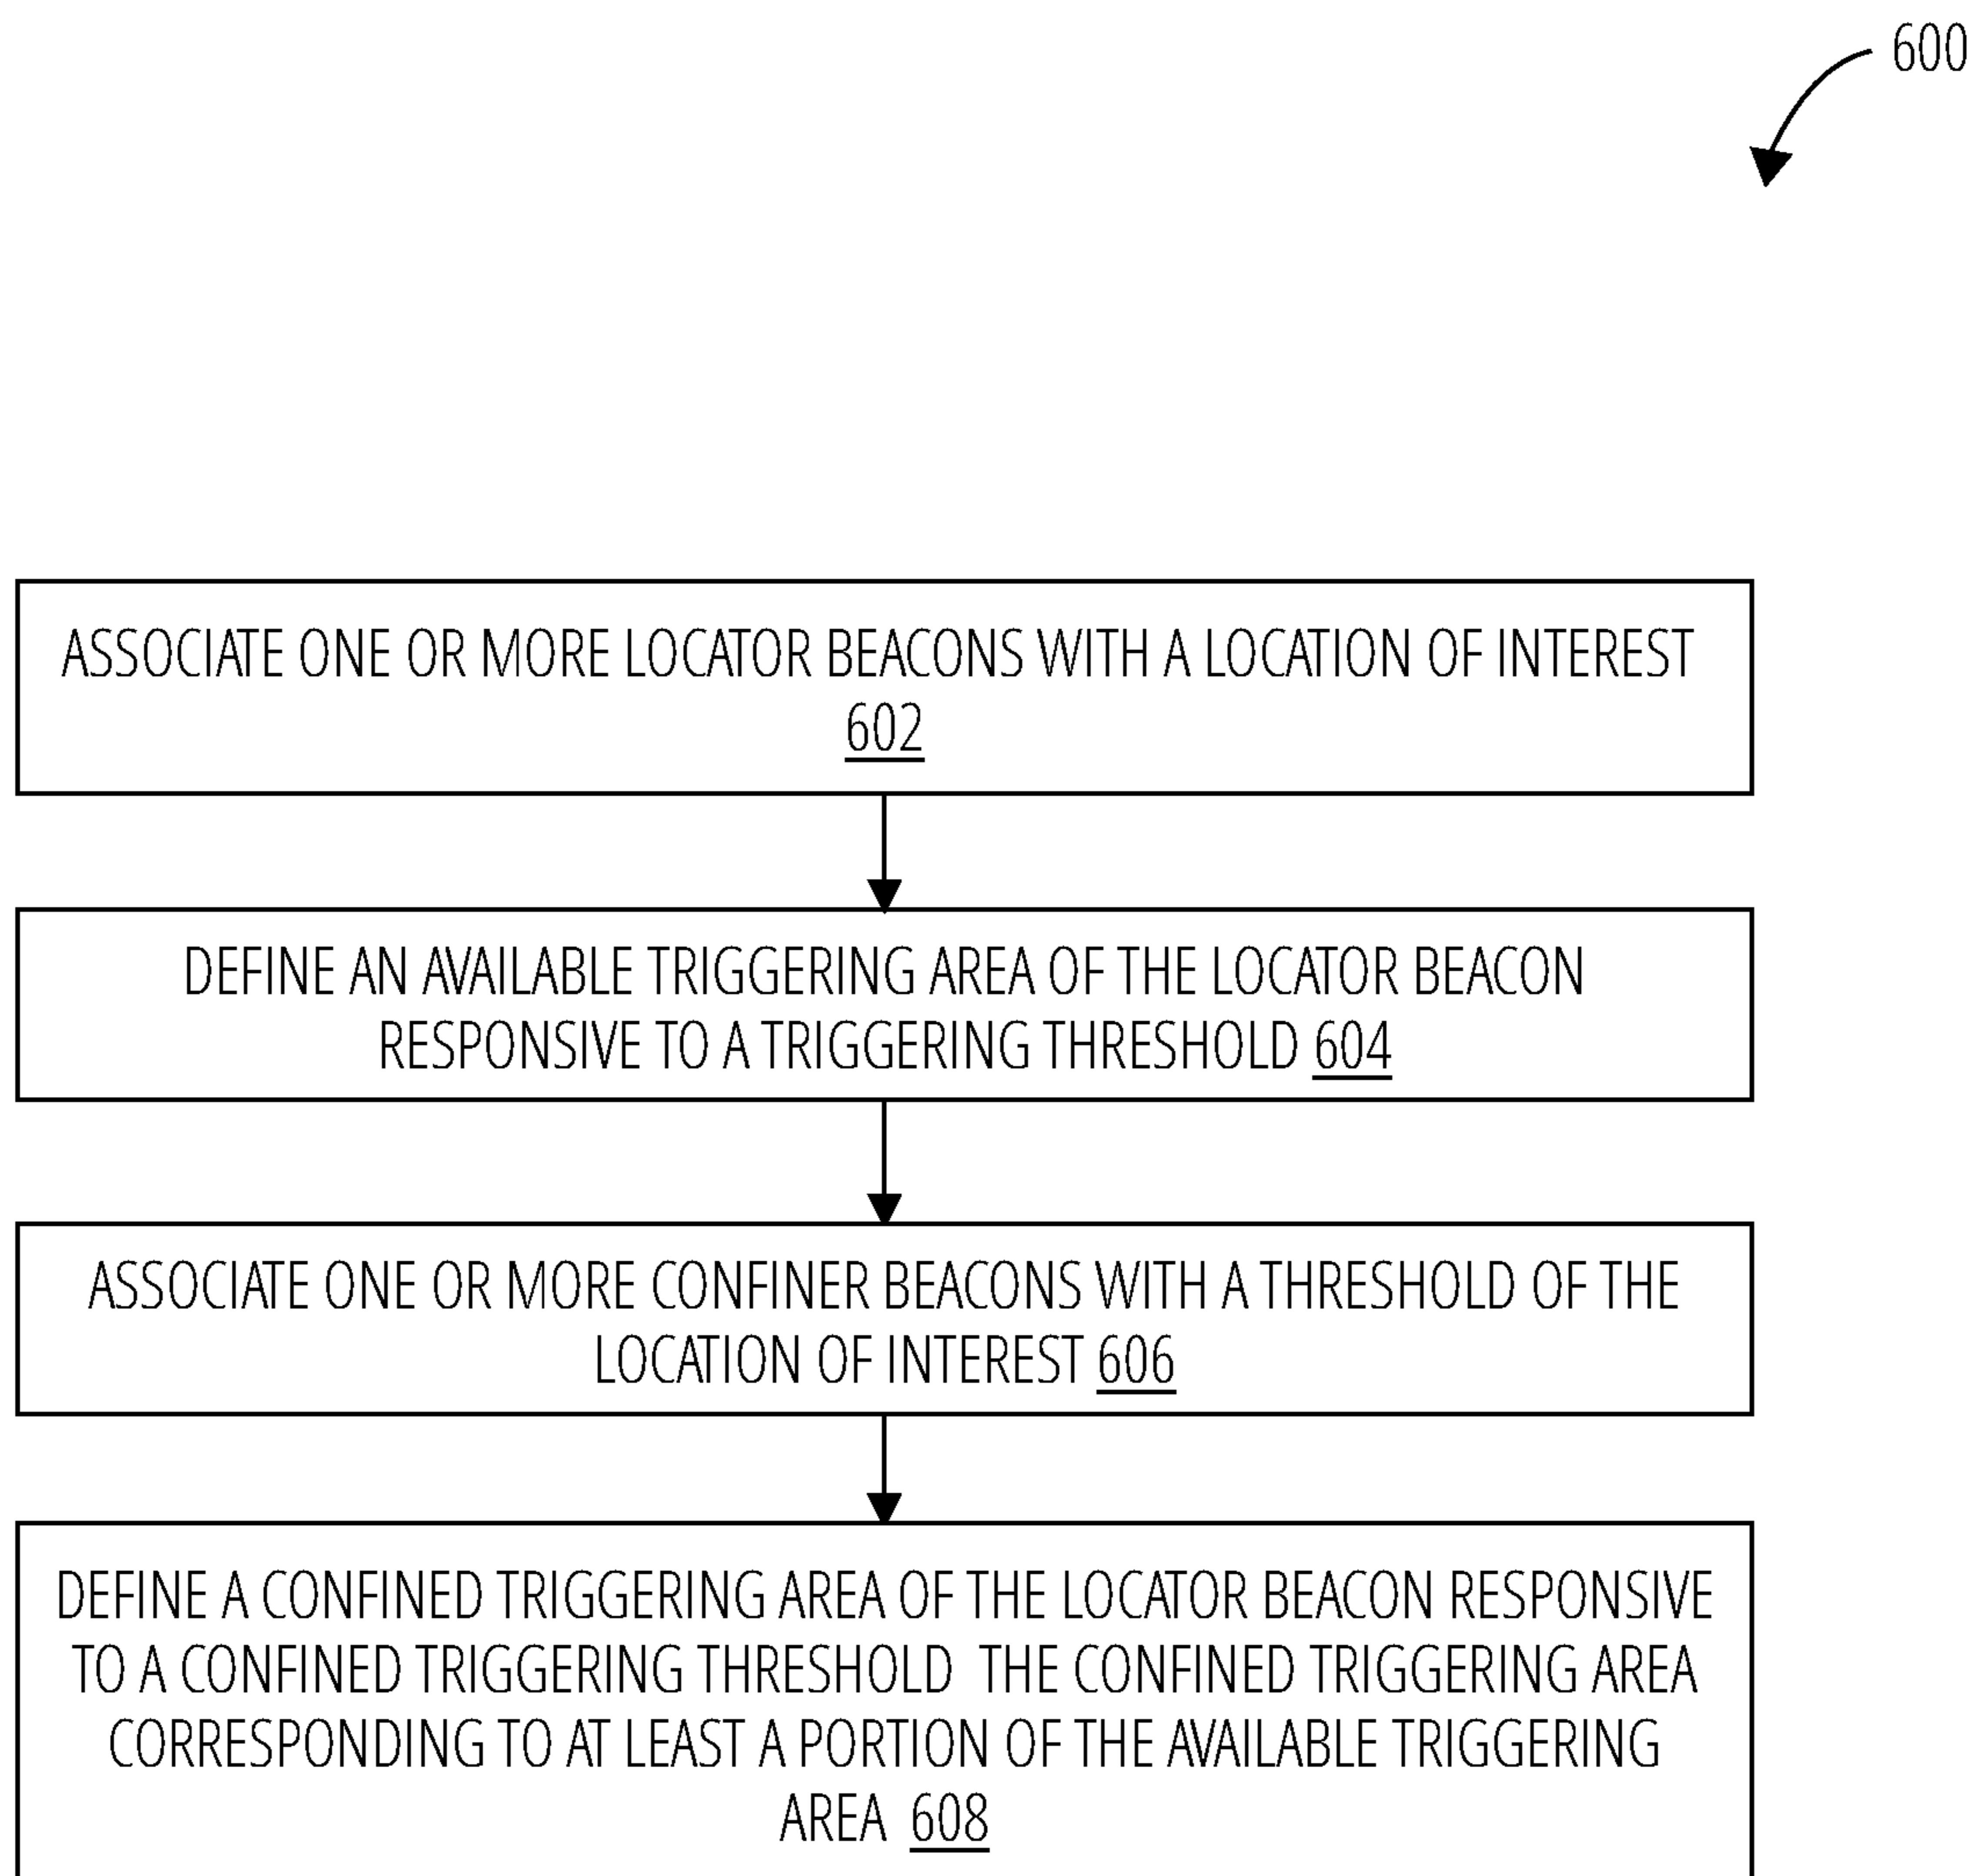 600
ASSOCIATE ONE OR MORE LOCATOR BEACONS WITH A LOCATION OF INTEREST
602
DEFINE AN AVAILABLE TRIGGERING AREA OF THE LOCATOR BEACON
RESPONSIVE TO A TRIGGERING THRESHOLD 604
ASSOCIATE ONE OR MORE CONFINER BEACONS WITH A THRESHOLD OF THE
LOCATION OF INTEREST 606
DEFINE A CONFINED TRIGGERING AREA OF THE LOCATOR BEACON RESPONSIVE
TO A CONFINED TRIGGERING THRESHOLD THE CONFINED TRIGGERING AREA
CORRESPONDING TO AT LEAST A PORTION OF THE AVAILABLE TRIGGERING
AREA 608